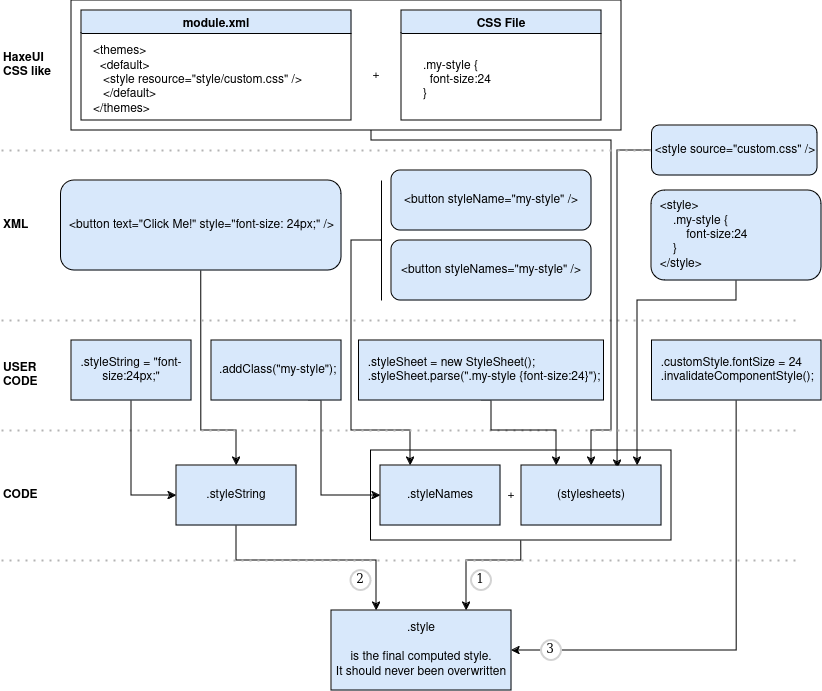 module.xml
CSS File
HaxeUI
CSS like
<themes>
<default>
<style resource="style/custom.css" />
</default>
</themes>
+
.my-style {
font-size:24
}
<style source="custom.css" />
XML
<button text="Click Me!" style="font-size: 24px;" />
<button styleName="my-style" />
<button styleNames="my-style" />
<style>
.my-style {
font-size:24
}
</style>
USER
CODE
.styleString = "font-
size:24px;"
.addClass("my-style");
.styleSheet = new StyleSheet();
.styleSheet.parse(".my-style {font-size:24}");
.customStyle.fontSize = 24
.invalidateComponentStyle();
CODE
.styleString
.styleNames
+
(stylesheets)
2
1
.style
is the final computed style.
It should never been overwritten
3